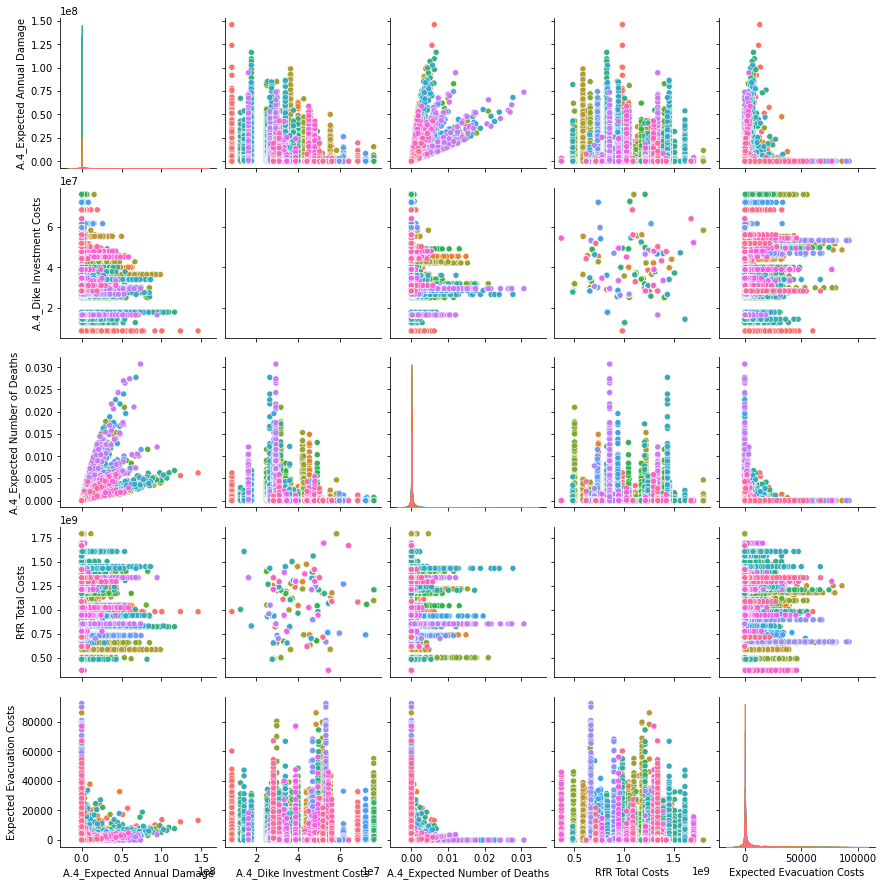 1e8
A.4_Expected Annual Damage
1.50
1.25
1.00
0.75
0.50
0.25
0.00
1e7
A.4_Dike Investment Costs
6
4
2
A.4_Expected Number of Deaths
0.030
0.025
0.020
0.015
0.010
0.005
0.000
1e9
RfR Total Costs
1.75
1.50
1.25
1.00
0.75
0.50
Expected Evacuation Costs
80000
60000
40000
20000
0
0.0 0.5 1.0 1.5 1e8
A.4_Expected Annual Damage
2 4 6 1e7
A.4_Dike Investment Costs
0.00 0.01 0.02 0.03
A.4_Expected Number of Deaths
0.5 1.0 1.5 1e9
RfR Total Costs
0 50000 100000
Expected Evacuation Costs